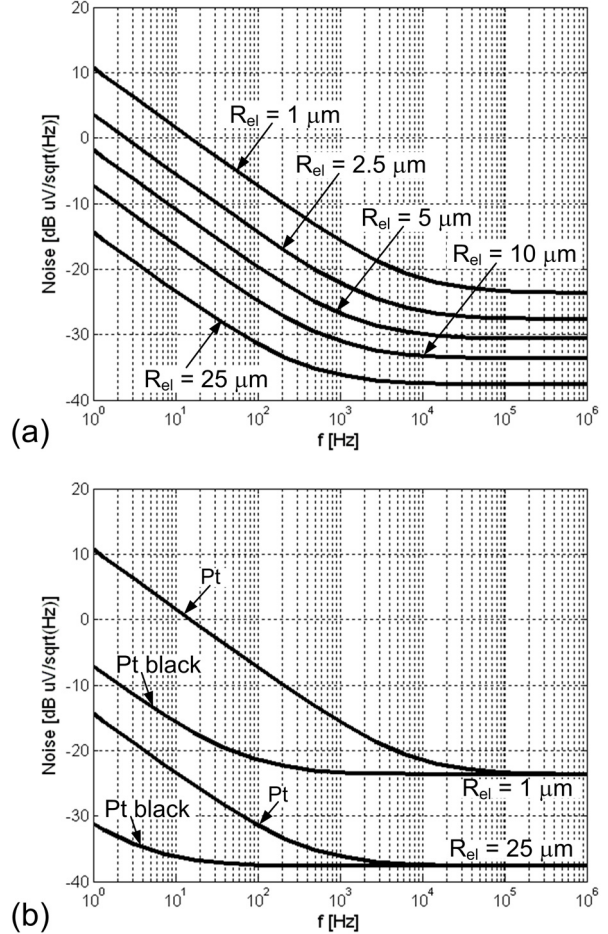 (a)
Noise [dB uV/sqrt(Hz)]
20
10
0
-10
-20
-30
-40
R_el = 1 μm
R_el = 2.5 μm
R_el = 5 μm
R_el = 10 μm
R_el = 25 μm
10^0 10^1 10^2 10^3 10^4 10^5 10^6
f [Hz]
(b)
Noise [dB uV/sqrt(Hz)]
20
10
0
-10
-20
-30
-40
Pt
Pt black
Pt
Pt black
R_el = 1 μm
R_el = 25 μm
10^0 10^1 10^2 10^3 10^4 10^5 10^6
f [Hz]